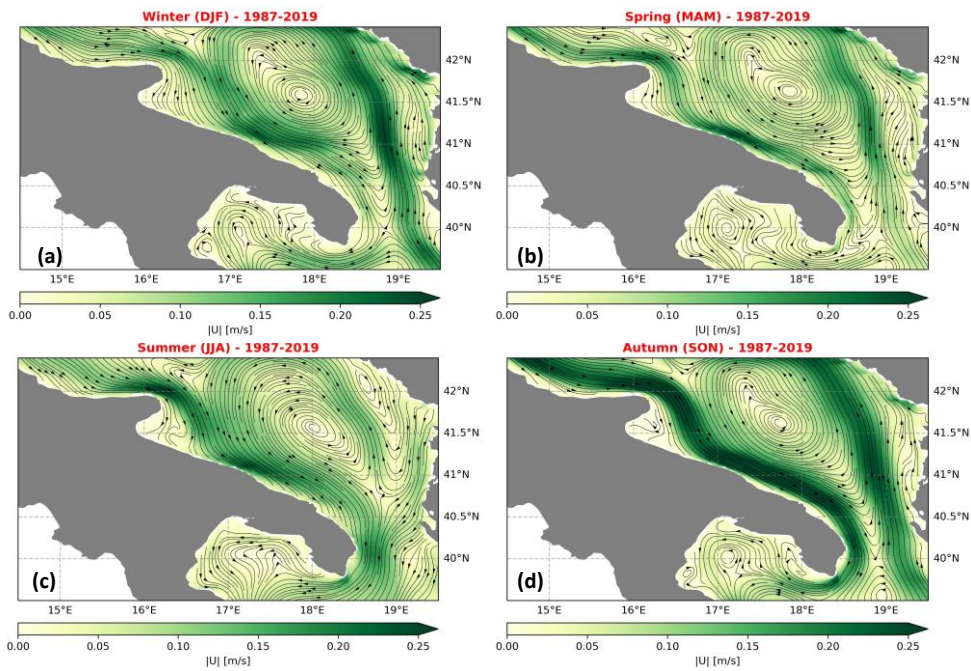 Winter (DJF) - 1987-2019
Spring (MAM) - 1987-2019
42°N
41.5°N
41°N
40.5°N
40°N
(a)
15°E
16°E
17°E
18°E
19°E
42°N
41.5°N
41°N
40.5°N
40°N
(b)
15°E
16°E
17°E
18°E
19°E
0.00
0.05
0.10
0.15
0.20
0.25
|U| [m/s]
0.00
0.05
0.10
0.15
0.20
0.25
|U| [m/s]
Summer (JJA) - 1987-2019
Autumn (SON) - 1987-2019
42°N
41.5°N
41°N
40.5°N
40°N
(c)
15°E
16°E
17°E
18°E
19°E
42°N
41.5°N
41°N
40.5°N
40°N
(d)
15°E
16°E
17°E
18°E
19°E
0.00
0.05
0.10
0.15
0.20
0.25
|U| [m/s]
0.00
0.05
0.10
0.15
0.20
0.25
|U| [m/s]